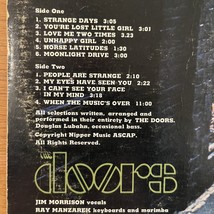 Side One
1. STRANGE DAYS 3:05
2. YOU'RE LOST LITTLE GIRL 3:01
3. LOVE ME TWO TIMES 3:23
4. UNHAPPY GIRL 2:00
5. HORSE LATITUDES 1:30
6. MOONLIGHT DRIVE 3:00
Side Two
1. PEOPLE ARE STRANGE 2:10
2. MY EYES HAVE SEEN YOU 2:22
3. I CAN'T SEE YOUR FACE
IN MY MIND 3:18
4. WHEN THE MUSIC'S OVER 11:00
All selections written, arranged and
performed in their entirety by THE DOORS.
Douglas Lubahn, occasional bass.
Copyright Nipper Music ASCAP.
All Rights Reserved.
THE
DOORS
JIM MORRISON vocals
RAY MANZAREK keyboards and marimba